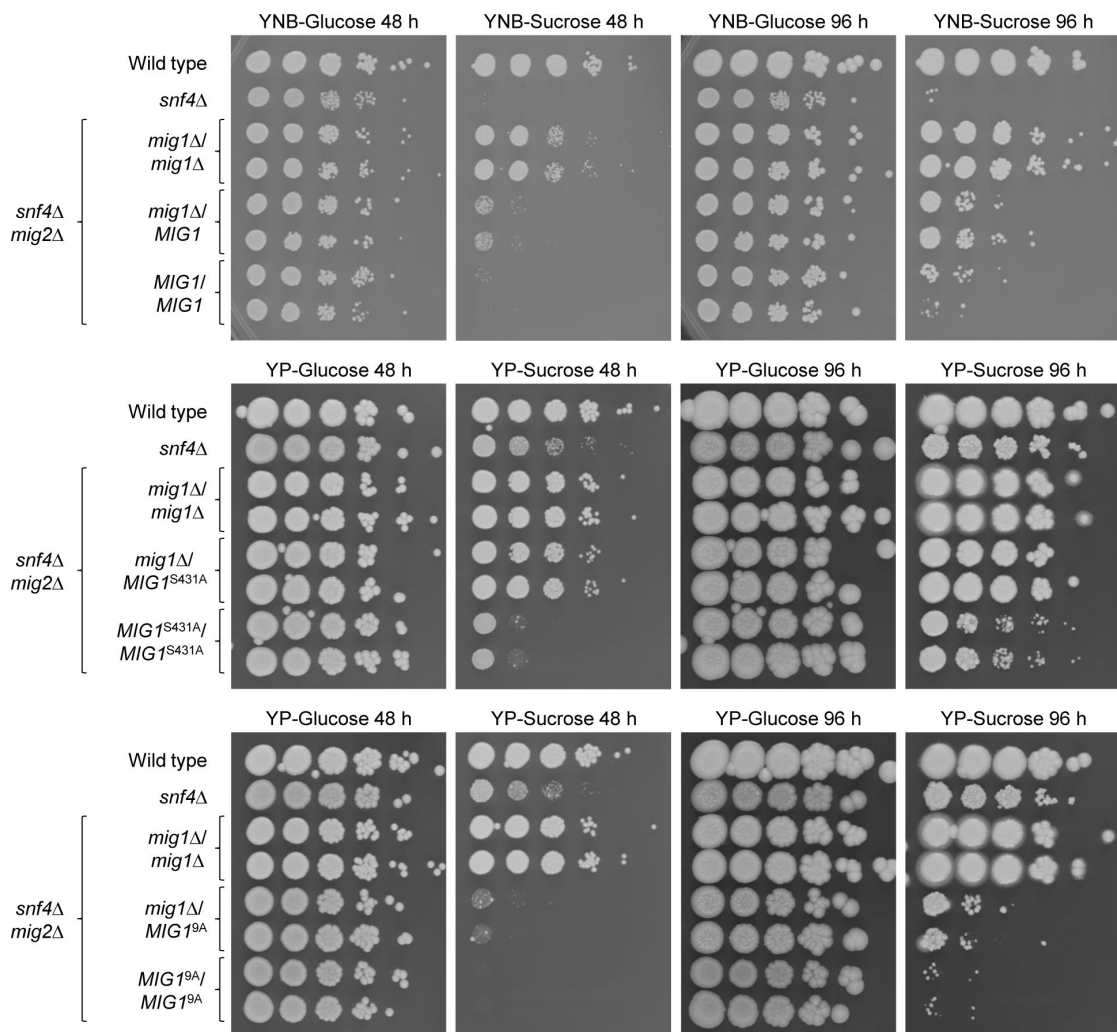 YNB-Glucose 48 h YNB-Sucrose 48 h YNB-Glucose 96 h YNB-Sucrose 96 h
Wild type
snf4Δ
mig1Δ/
mig1Δ
snf4Δ
mig2Δ
mig1Δ/
MIG1
MIG1/
MIG1
YP-Glucose 48 h YP-Sucrose 48 h YP-Glucose 96 h YP-Sucrose 96 h
Wild type
snf4Δ
mig1Δ/
mig1Δ
snf4Δ
mig2Δ
mig1Δ/
MIG1S431A
MIG1S431A/
MIG1S431A
YP-Glucose 48 h YP-Sucrose 48 h YP-Glucose 96 h YP-Sucrose 96 h
Wild type
snf4Δ
mig1Δ/
mig1Δ
snf4Δ
mig2Δ
mig1Δ/
MIG19A
MIG19A/
MIG19A